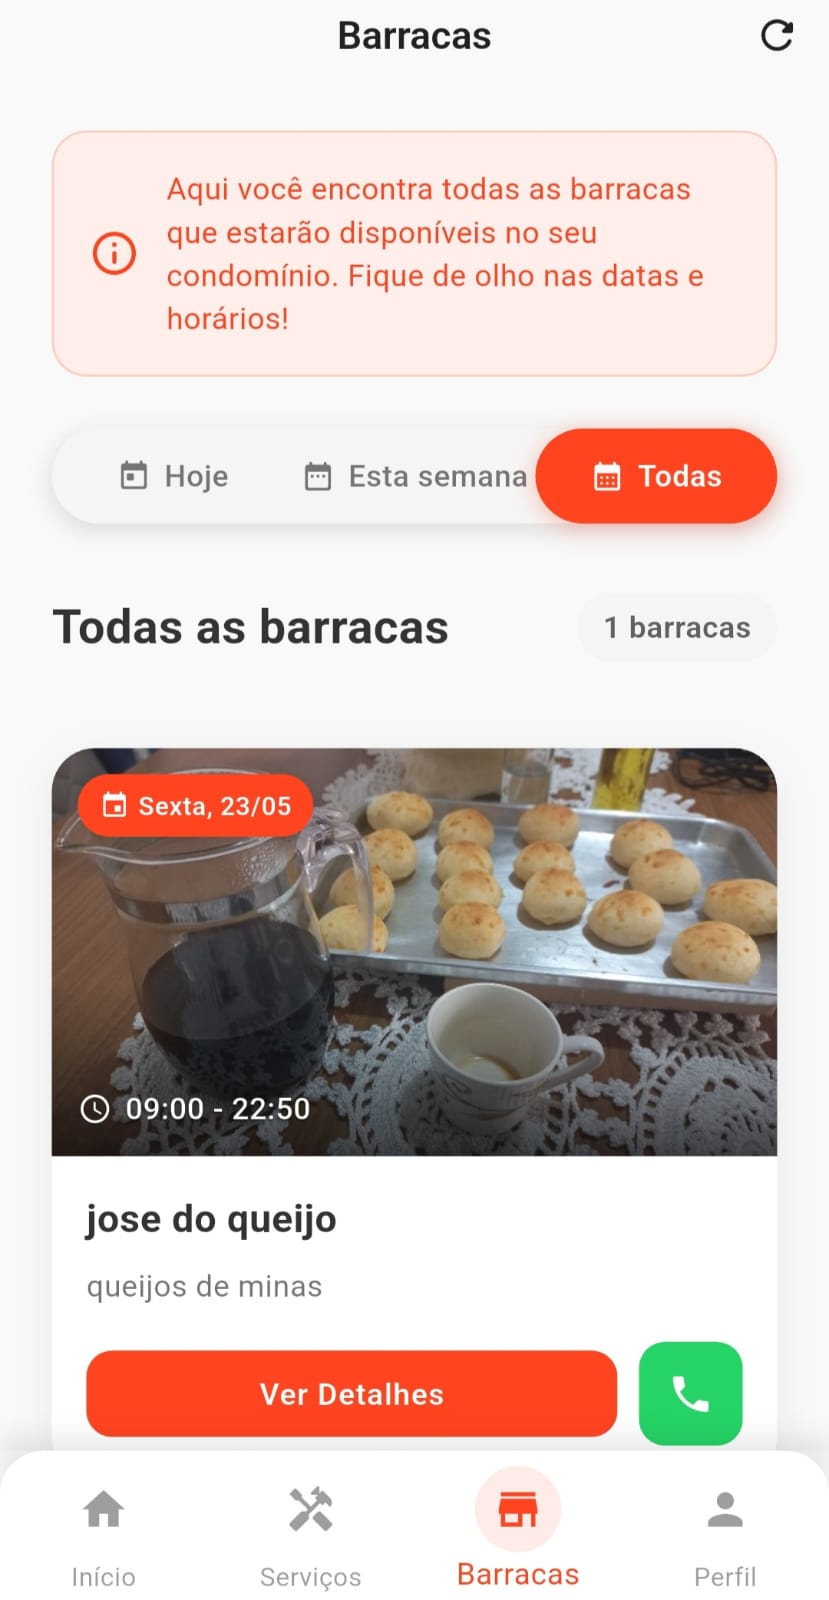 Barracas
Aqui você encontra todas as barracas
que estarão disponíveis no seu
condomínio. Fique de olho nas datas e
horários!
Hoje
Esta semana
Todas
Todas as barracas
1 barracas
Sexta, 23/05
09:00 - 22:50
jose do queijo
queijos de minas
Ver Detalhes
Início
Serviços
Barracas
Perfil